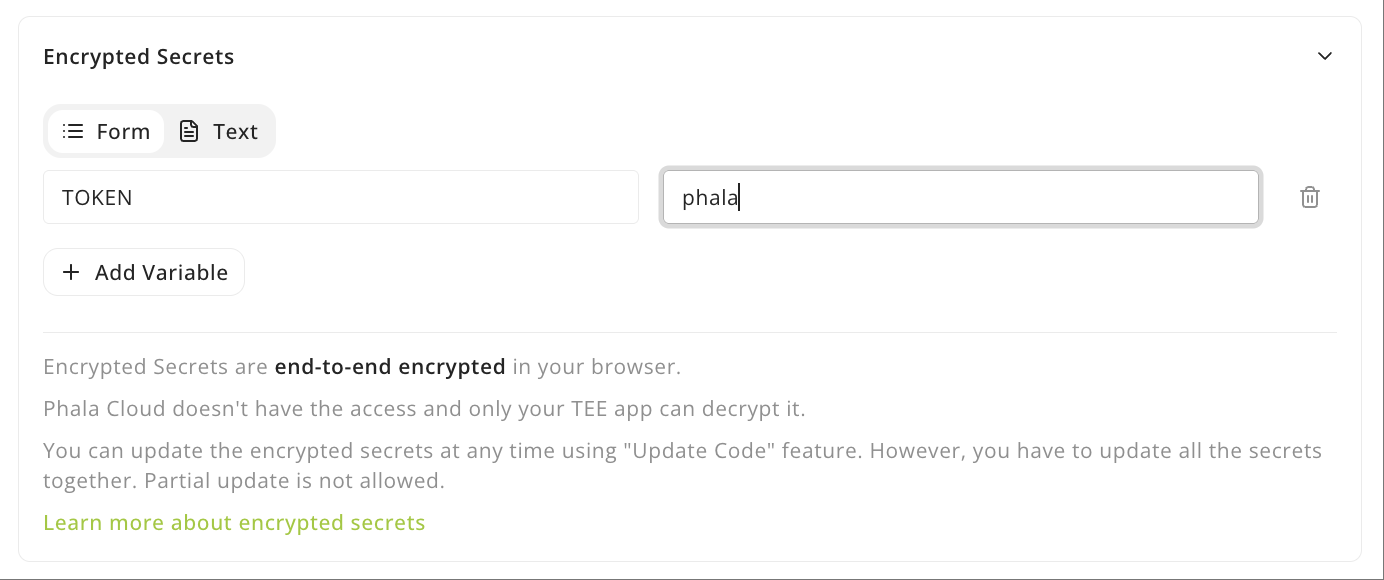 Encrypted Secrets
Form Text
TOKEN phala
Add Variable
Encrypted Secrets are end-to-end encrypted in your browser.
Phala Cloud doesn't have the access and only your TEE app can decrypt it.
You can update the encrypted secrets at any time using "Update Code" feature. However, you have to update all the secrets
together. Partial update is not allowed.
Learn more about encrypted secrets